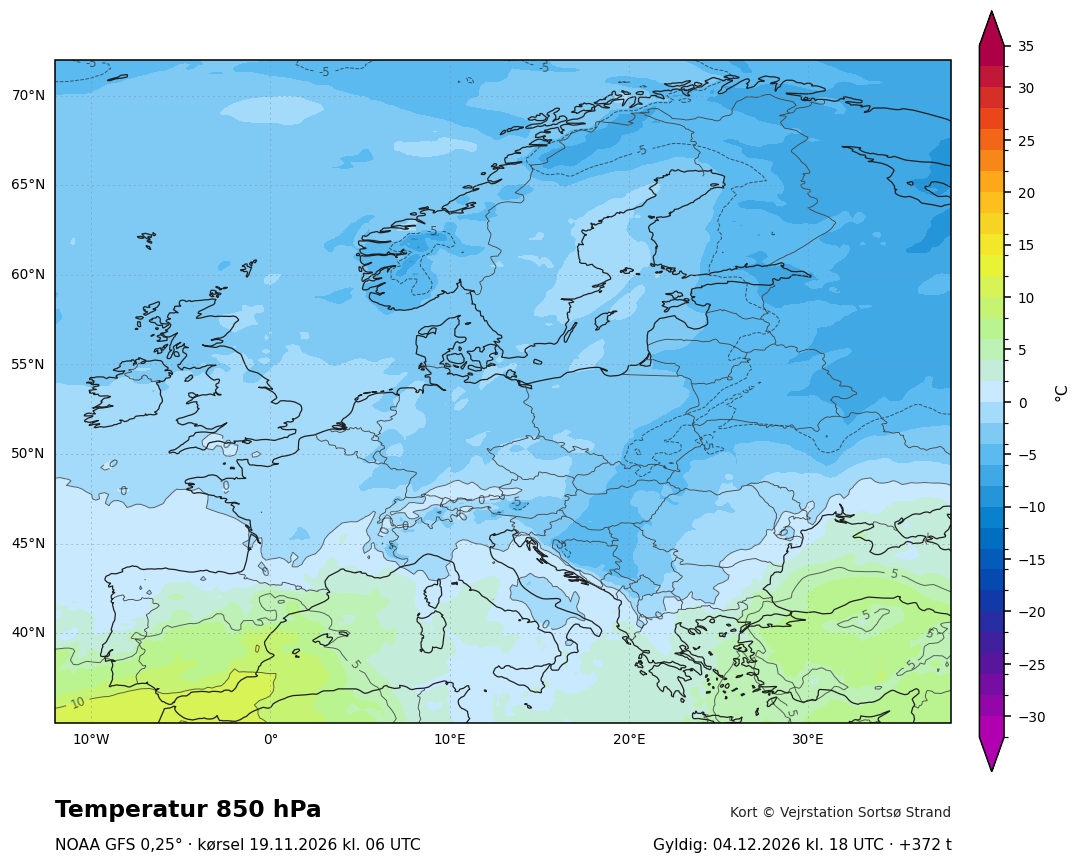 70°N
65°N
60°N
55°N
50°N
45°N
40°N
10°W
0°
10°E
20°E
30°E
35
30
25
20
15
10
5
0
−5
−10
−15
−20
−25
−30
°C
Temperatur 850 hPa
Kort © Vejrstation Sortsø Strand
NOAA GFS 0,25° · kørsel 19.11.2026 kl. 06 UTC
Gyldig: 04.12.2026 kl. 18 UTC · +372 t